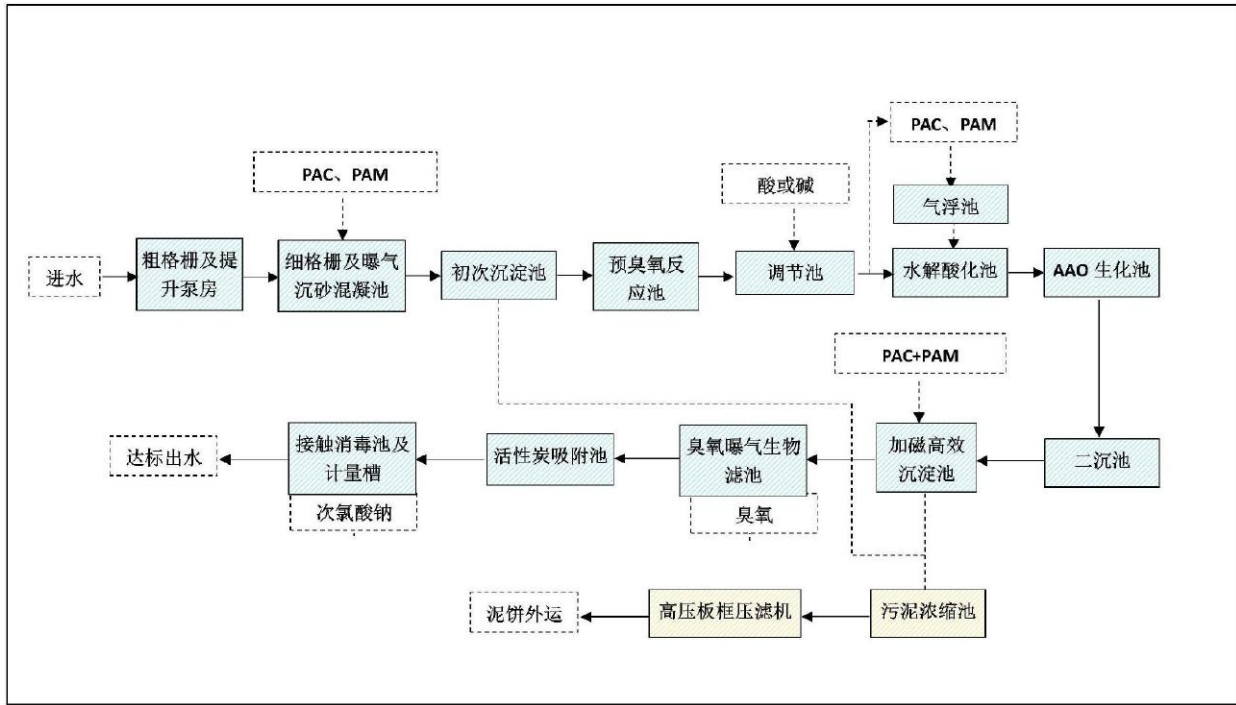 PAC、PAM
PAC、PAM
酸或碱
气浮池
进水
粗格栅及提
升泵房
细格栅及曝气
沉砂混凝池
初次沉淀池
预臭氧反
应池
调节池
水解酸化池
AAO 生化池
PAC+PAM
达标出水
接触消毒池及
计量槽
次氯酸钠
活性炭吸附池
臭氧曝气生物
滤池
臭氧
加磁高效
沉淀池
二沉池
泥饼外运
高压板框压滤机
污泥浓缩池